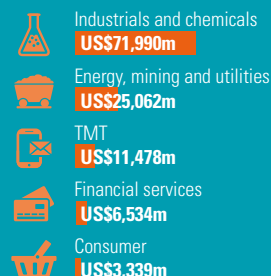 Industrials and chemicals
US$71,990m
Energy, mining and utilities
US$25,062m
TMT
US$11,478m
Financial services
US$6,534m
Consumer
US$3,339m